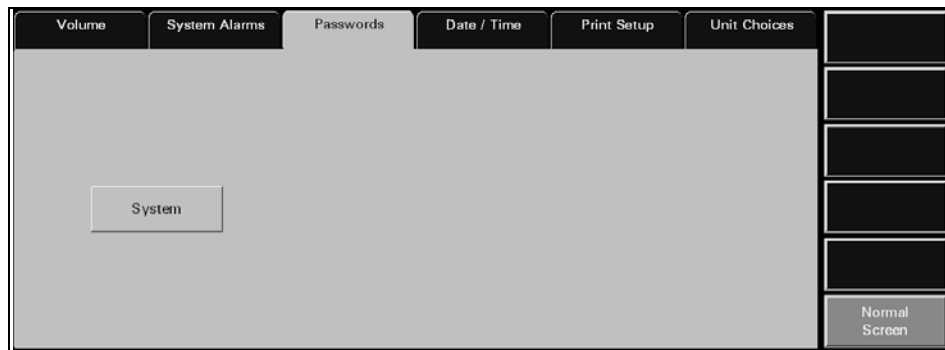 Volume System Alarms Passwords Date / Time Print Setup Unit Choices
System
Normal
Screen